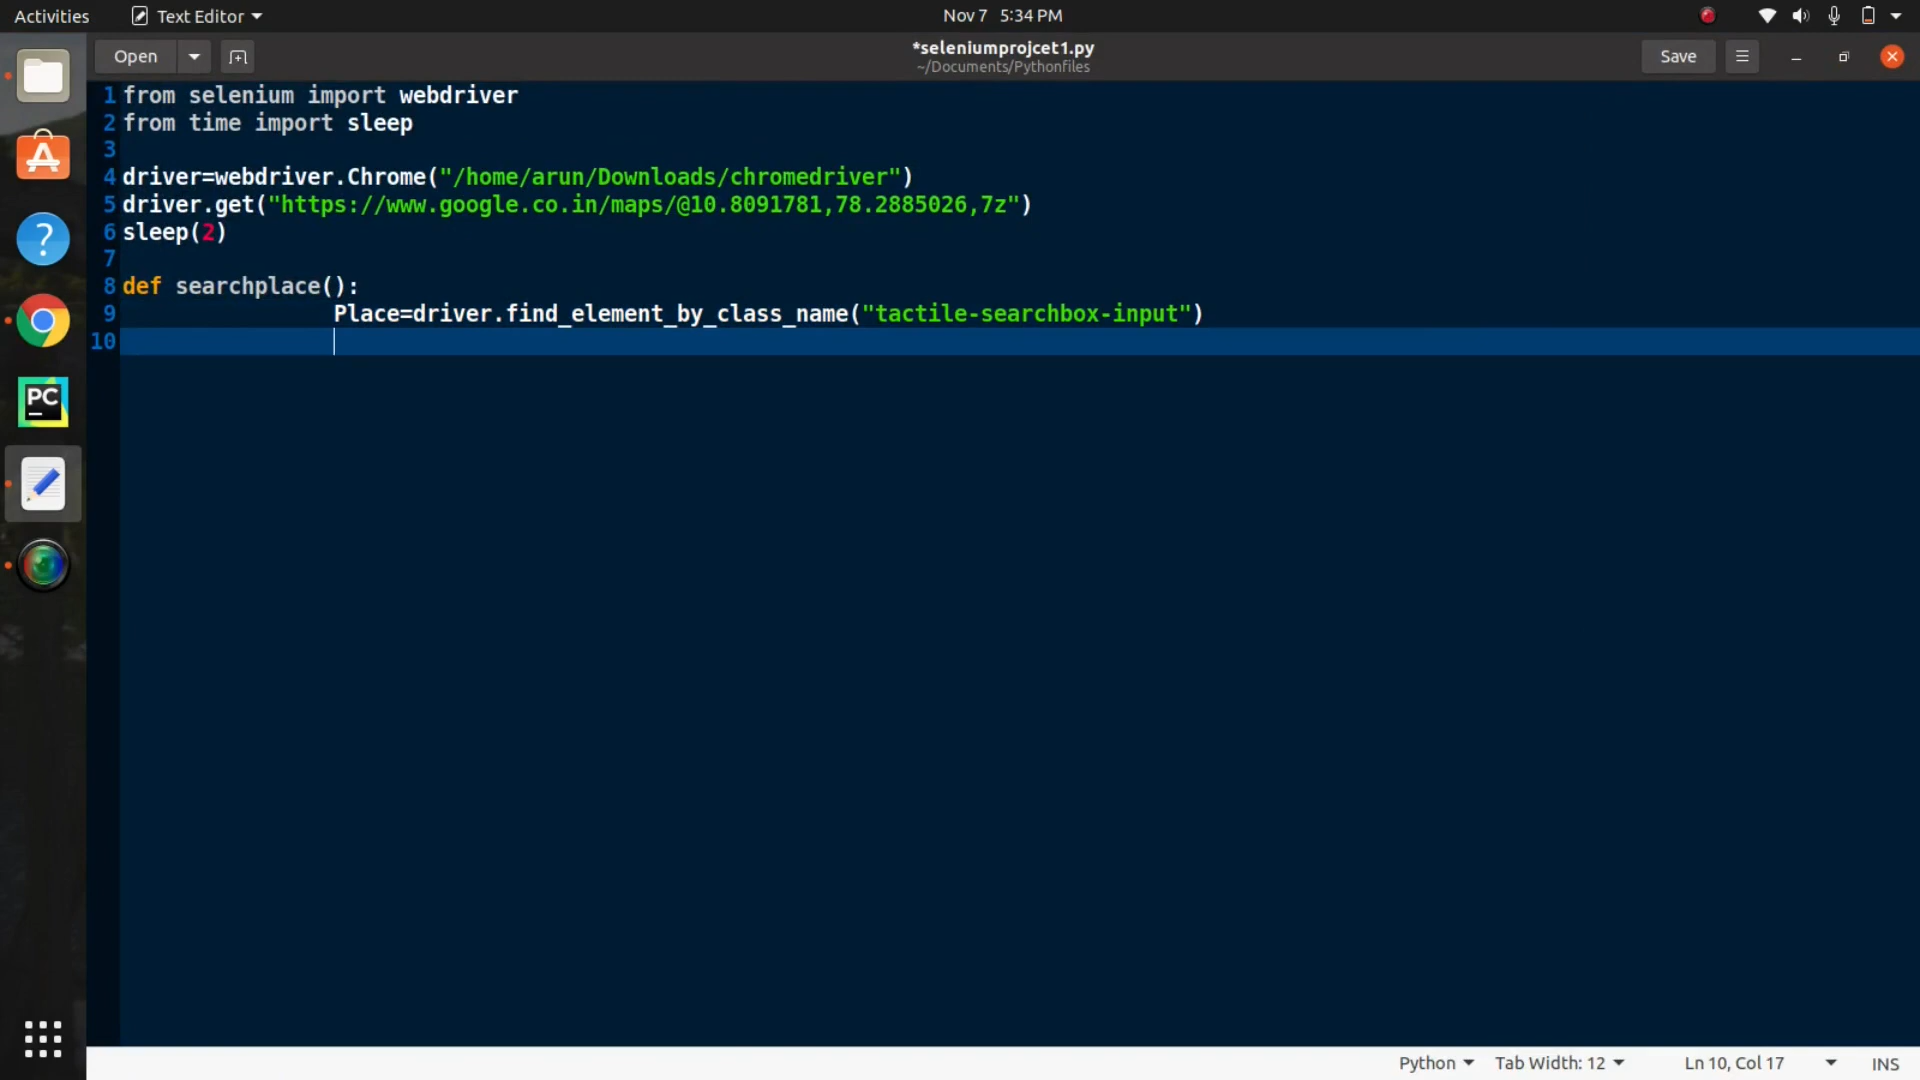 Activities Text Editor Nov 7 5:34 PM
Open *seleniumprojcet1.py Save
~/Documents/Pythonfiles
1 from selenium import webdriver
2 from time import sleep
3
4 driver=webdriver.Chrome("/home/arun/Downloads/chromedriver")
5 driver.get("https://www.google.co.in/maps/@10.8091781,78.2885026,7z")
6 sleep(2)
7
8 def searchplace():
9 Place=driver.find_element_by_class_name("tactile-searchbox-input")
10
PC
Python Tab Width: 12 Ln 10, Col 17 INS